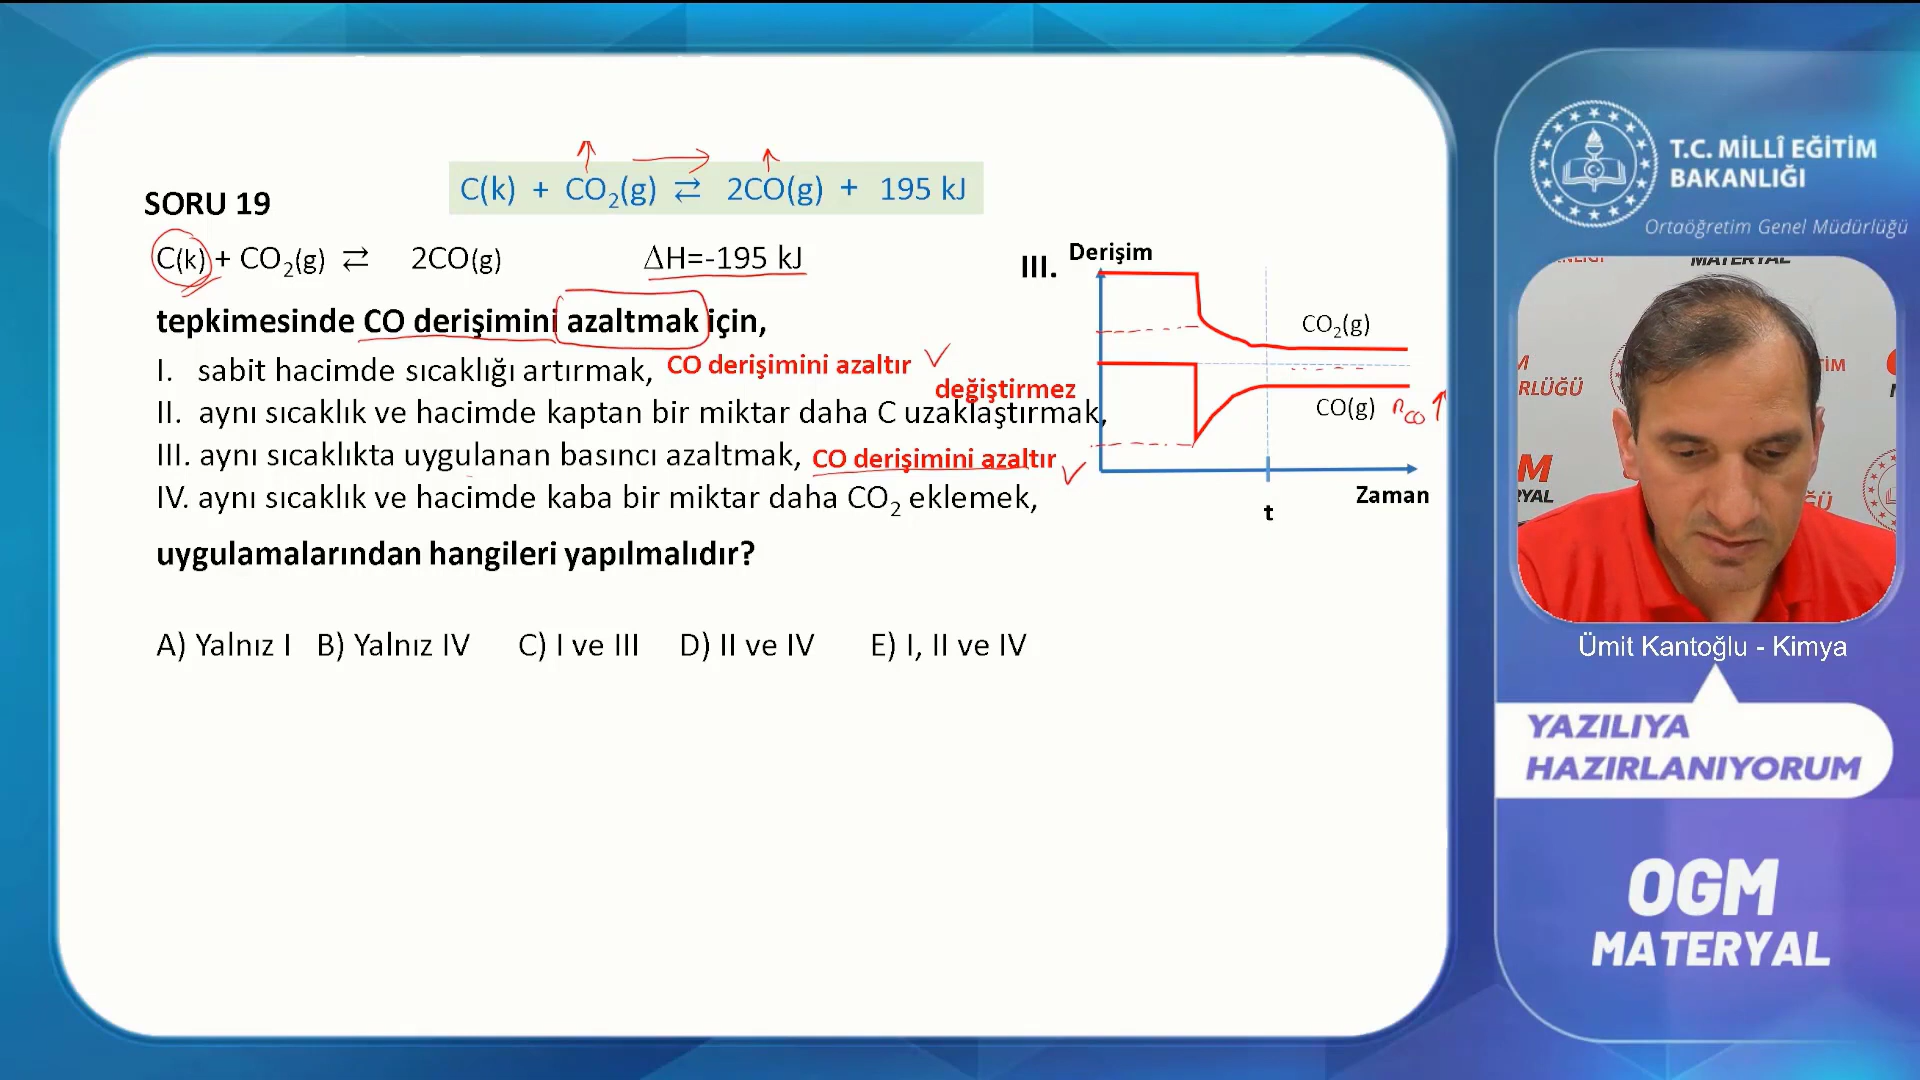 C(k) + CO₂(g) ⇄ 2CO(g) + 195 kJ
SORU 19
C(k) + CO₂(g) ⇄ 2CO(g) ΔH=-195 kJ
tepkimesinde CO derişimini azaltmak için,
I. sabit hacimde sıcaklığı artırmak, CO derişimini azaltır ✓
değiştirmez
II. aynı sıcaklık ve hacimde kaptan bir miktar daha C uzaklaştırmak,
III. aynı sıcaklıkta uygulanan basıncı azaltmak, CO derişimini azaltır ✓
IV. aynı sıcaklık ve hacimde kaba bir miktar daha CO₂ eklemek,
uygulamalarından hangileri yapılmalıdır?
A) Yalnız I B) Yalnız IV C) I ve III D) II ve IV E) I, II ve IV
III.
Derişim
CO₂(g)
CO(g) nCO ↑
Zaman
t
T.C. MİLLÎ EĞİTİM
BAKANLIĞI
Ortaöğretim Genel Müdürlüğü
Ümit Kantoğlu - Kimya
YAZILIYA
HAZIRLANIYORUM
OGM
MATERYAL